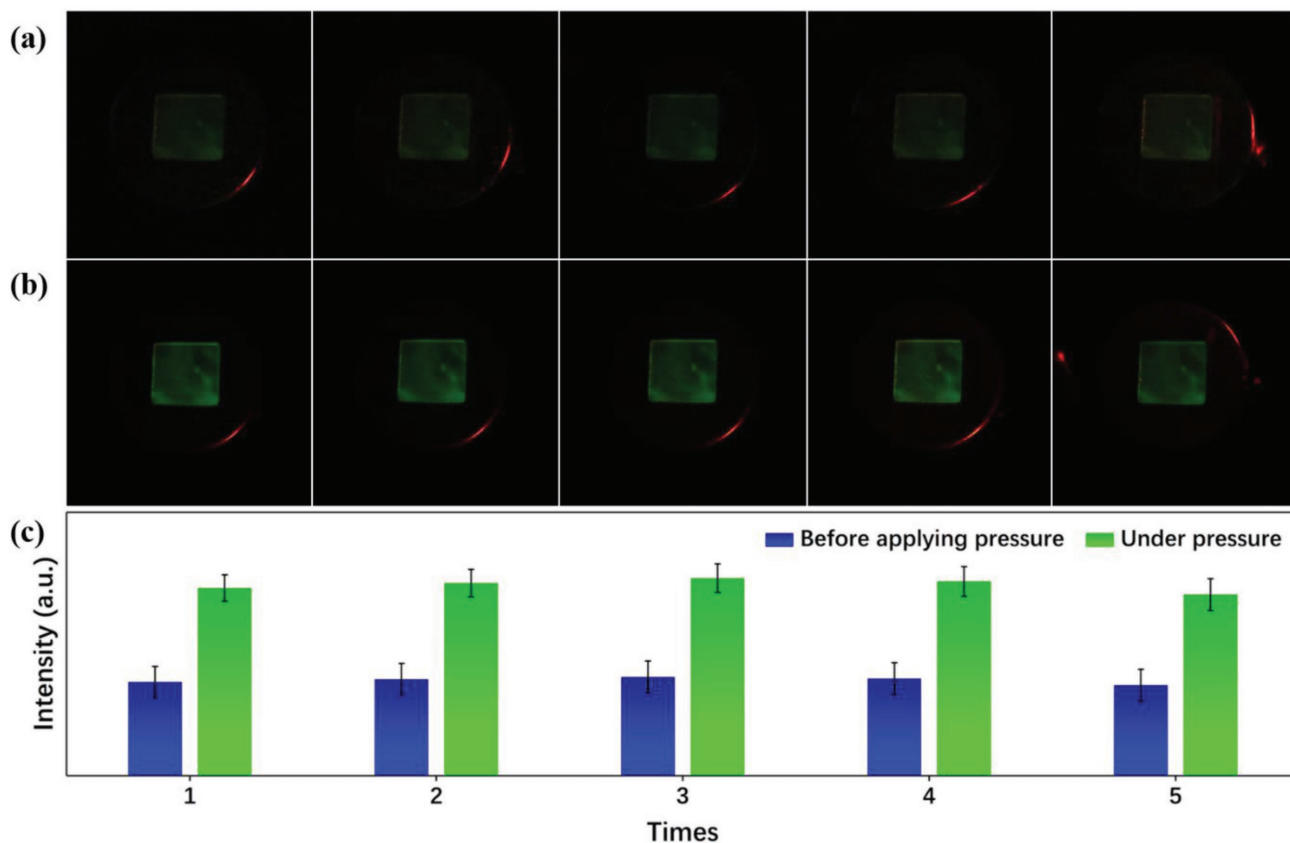 (a)
(b)
(c)
Before applying pressure
Under pressure
Intensity (a.u.)
1 2 3 4 5
Times